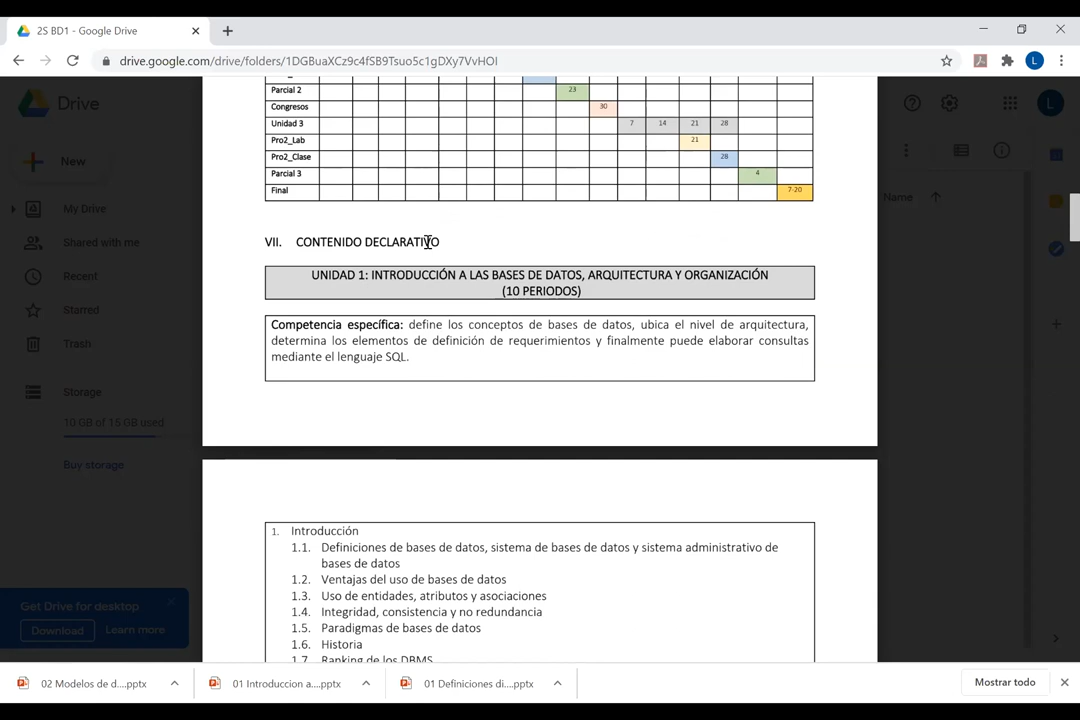 2S BD1 - Google Drive
drive.google.com/drive/folders/1DGBuaXCz9c4fSB9Tsuo5c1gDXy7VvHOI
L
Drive
L
New
My Drive
Shared with me
Recent
Starred
Trash
Storage
10 GB of 15 GB used
Buy storage
Get Drive for desktop
Download
Learn more
Name
Parcial 2 23
Congresos 30
Unidad 3 7 14 21 28
Pro2_Lab 21
Pro2_Clase 28
Parcial 3 4
Final 7-20
VII. CONTENIDO DECLARATIVO
UNIDAD 1: INTRODUCCIÓN A LAS BASES DE DATOS, ARQUITECTURA Y ORGANIZACIÓN
(10 PERIODOS)
Competencia específica: define los conceptos de bases de datos, ubica el nivel de arquitectura,
determina los elementos de definición de requerimientos y finalmente puede elaborar consultas
mediante el lenguaje SQL.
1. Introducción
1.1. Definiciones de bases de datos, sistema de bases de datos y sistema administrativo de
bases de datos
1.2. Ventajas del uso de bases de datos
1.3. Uso de entidades, atributos y asociaciones
1.4. Integridad, consistencia y no redundancia
1.5. Paradigmas de bases de datos
1.6. Historia
1.7. Ranking de los DBMS
02 Modelos de d....pptx
01 Introduccion a....pptx
01 Definiciones di....pptx
Mostrar todo